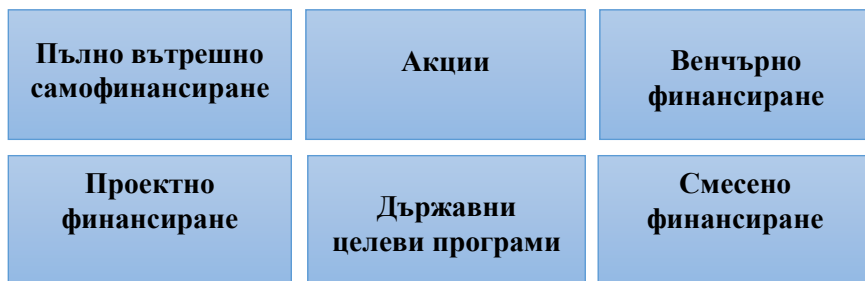 Пълно вътрешно
самофинансиране
Акции
Венчърно
финансиране
Проектно
финансиране
Държавни
целеви програми
Смесено
финансиране